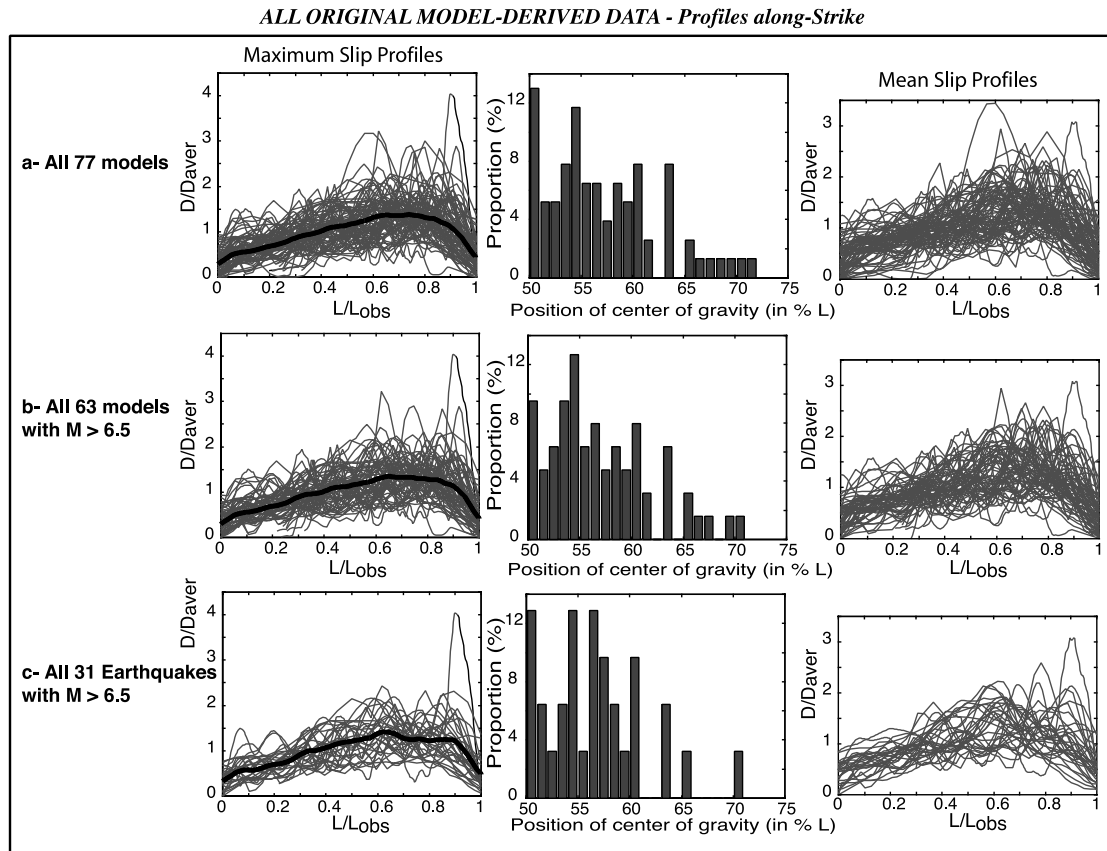 ALL ORIGINAL MODEL-DERIVED DATA - Profiles along-Strike
Maximum Slip Profiles
Mean Slip Profiles
a- All 77 models
D/Daver
4
3
2
1
0
0 0.2 0.4 0.6 0.8 1
L/Lobs
Proportion (%)
12
8
4
0
50 55 60 65 70 75
Position of center of gravity (in % L)
D/Daver
3
2
1
0
0 0.2 0.4 0.6 0.8 1
L/Lobs
b- All 63 models
with M > 6.5
D/Daver
4
3
2
1
0
0 0.2 0.4 0.6 0.8 1
L/Lobs
Proportion (%)
12
8
4
0
50 55 60 65 70 75
Position of center of gravity (in % L)
D/Daver
3
2
1
0
0 0.2 0.4 0.6 0.8 1
L/Lobs
c- All 31 Earthquakes
with M > 6.5
D/Daver
4
3
2
1
0
0 0.2 0.4 0.6 0.8 1
L/Lobs
Proportion (%)
12
8
4
0
50 55 60 65 70 75
Position of center of gravity (in % L)
D/Daver
3
2
1
0
0 0.2 0.4 0.6 0.8 1
L/Lobs